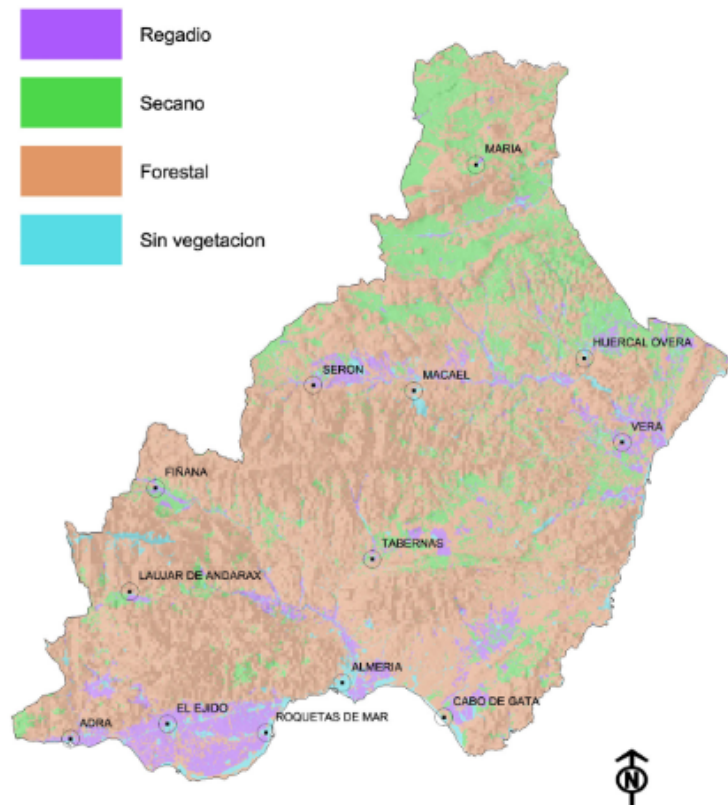 Regadio
Secano
Forestal
Sin vegetacion
MARIA
HUERCAL OVERA
SERON
MACAEL
VERA
FIÑANA
TABERNAS
LAUJAR DE ANDARAX
ALMERIA
CABO DE GATA
EL EJIDO
ROQUETAS DE MAR
ADRA
N